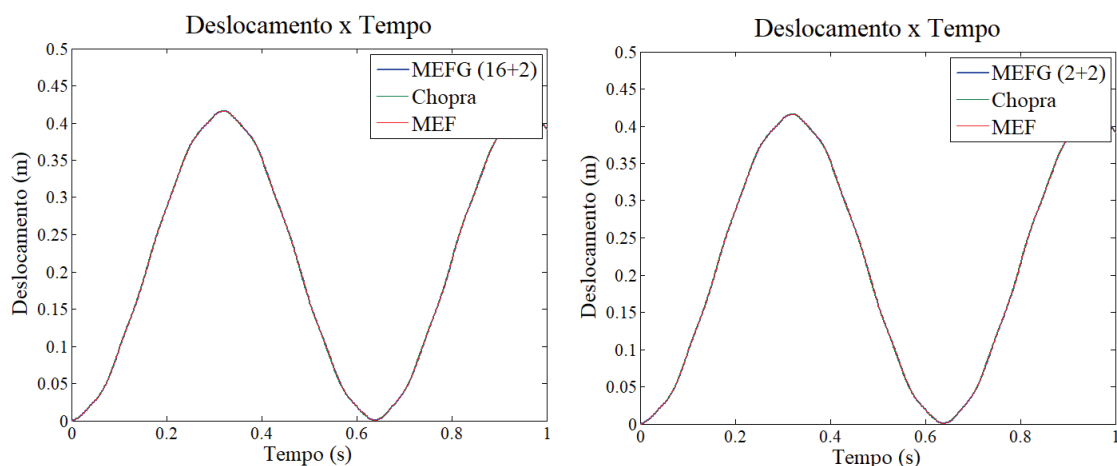 Deslocamento x Tempo
0.5
0.45
0.4
0.35
0.3
0.25
0.2
0.15
0.1
0.05
0
Deslocamento (m)
MEFG (16+2)
Chopra
MEF
0
0.2
0.4
0.6
0.8
1
Tempo (s)
Deslocamento x Tempo
0.5
0.45
0.4
0.35
0.3
0.25
0.2
0.15
0.1
0.05
0
Deslocamento (m)
MEFG (2+2)
Chopra
MEF
0
0.2
0.4
0.6
0.8
1
Tempo (s)